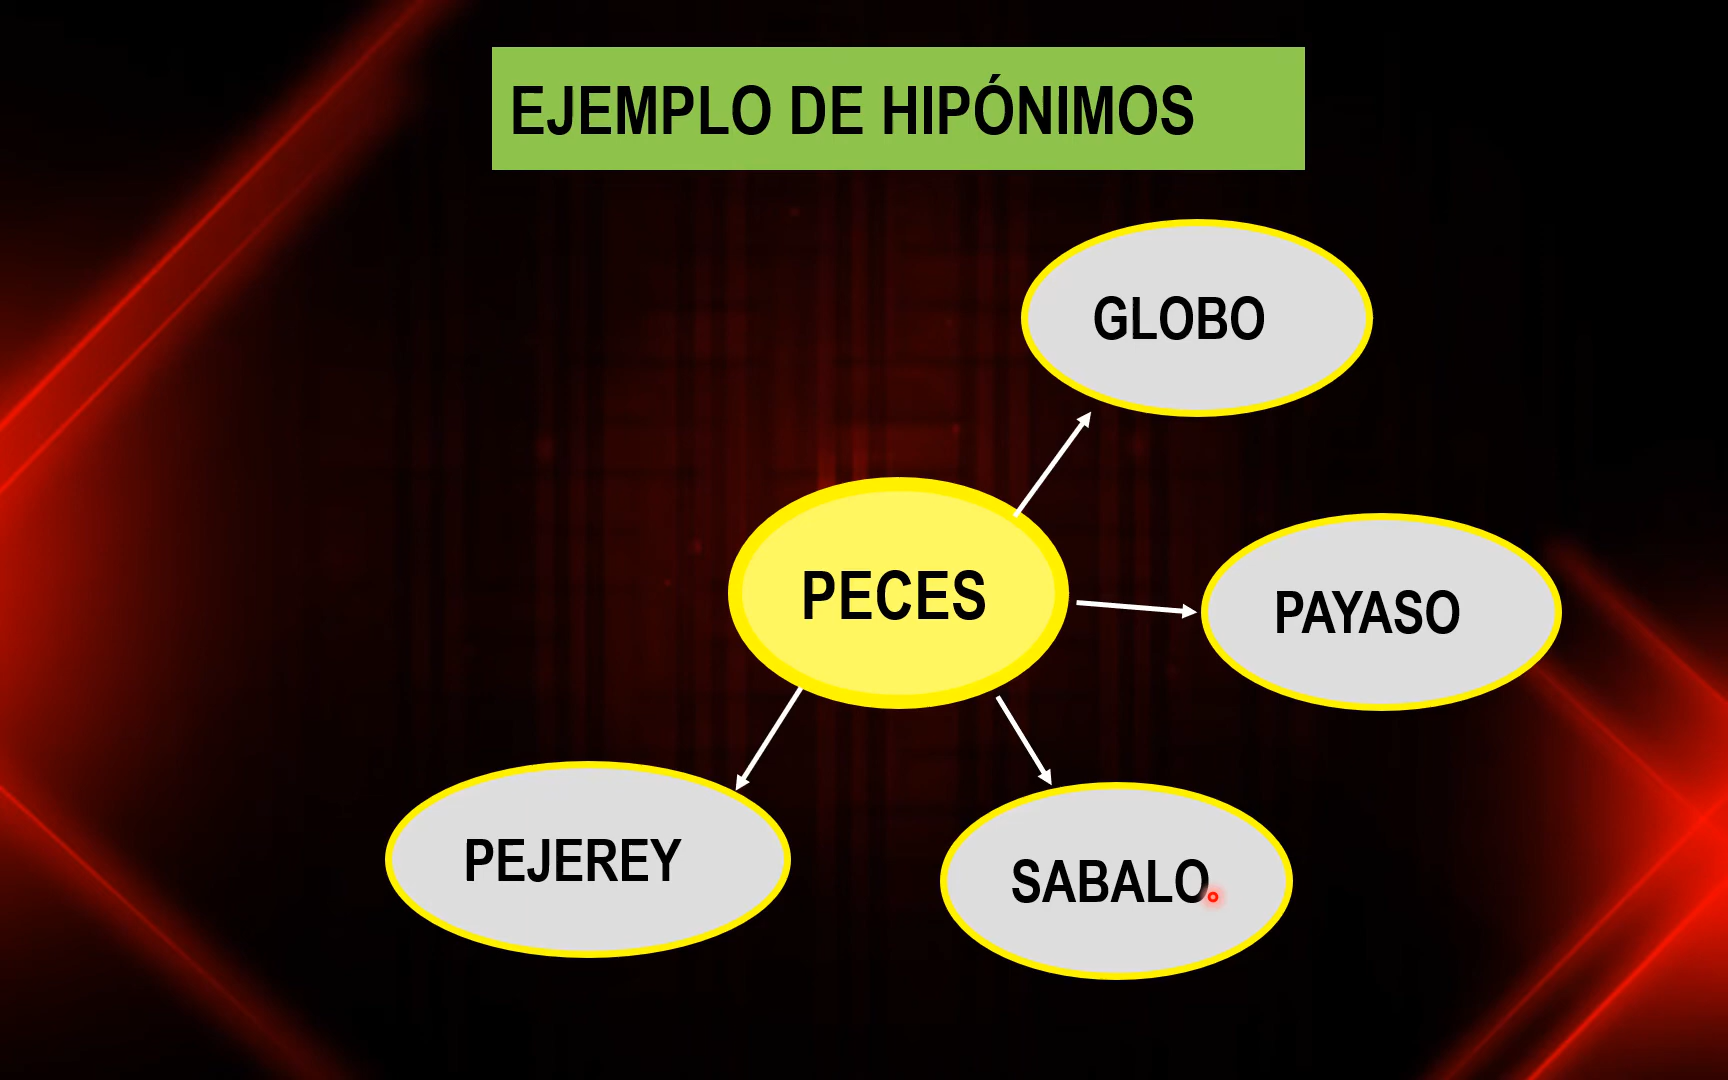 EJEMPLO DE HIPÓNIMOS
GLOBO
PECES
PAYASO
PEJEREY
SABALO